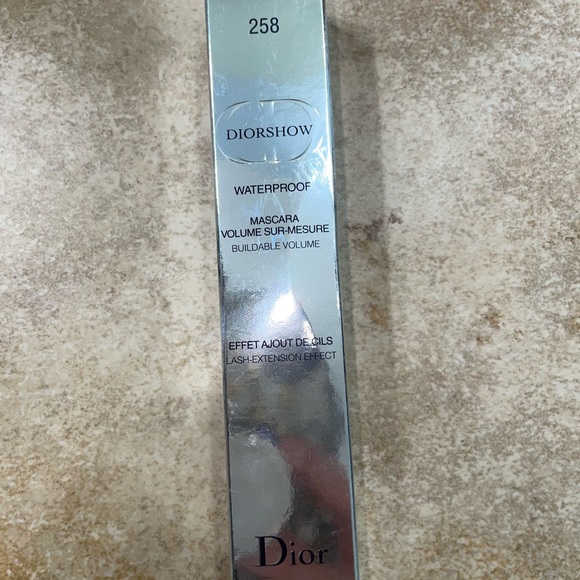 258
DIORSHOW
WATERPROOF
MASCARA
VOLUME SUR-MESURE
BUILDABLE VOLUME
EFFET AJOUT DE CILS
LASH-EXTENSION EFFECT
Dior